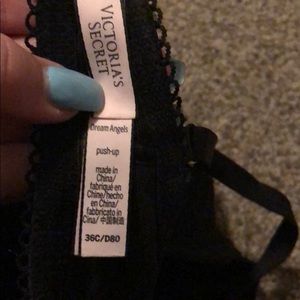 VICTORIA'S
SECRET
Dream Angels
push-up
made in
China/
fabriqué en
Chine/hecho
en China/
fabbricato in
Cina/ 中国制造
36C/D80